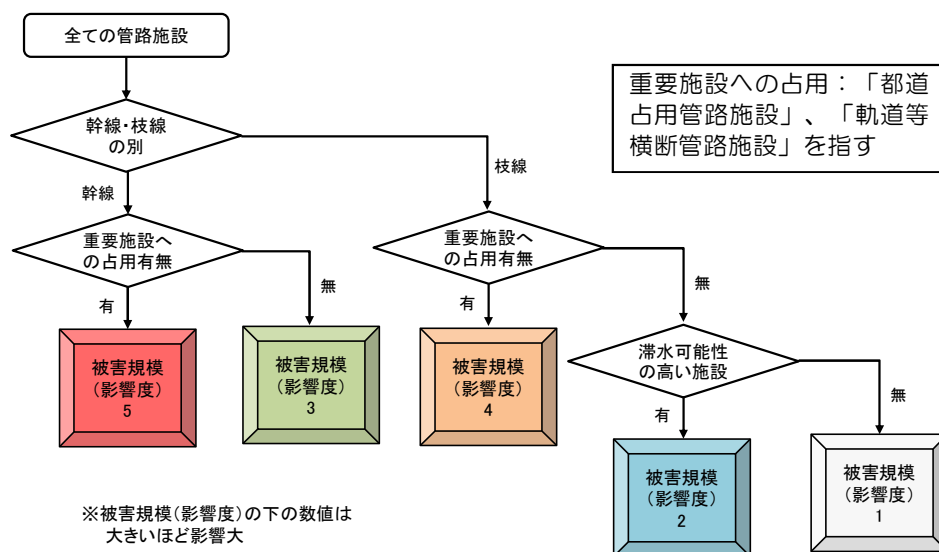 全ての管路施設
重要施設への占用：「都道
占用管路施設」、「軌道等
横断管路施設」を指す
幹線・枝線
の別
幹線
枝線
重要施設へ
の占用有無
重要施設へ
の占用有無
有
無
有
無
滞水可能性
の高い施設
有
無
被害規模
（影響度）
5
被害規模
（影響度）
3
被害規模
（影響度）
4
被害規模
（影響度）
2
被害規模
（影響度）
1
※被害規模（影響度）の下の数値は
大きいほど影響大